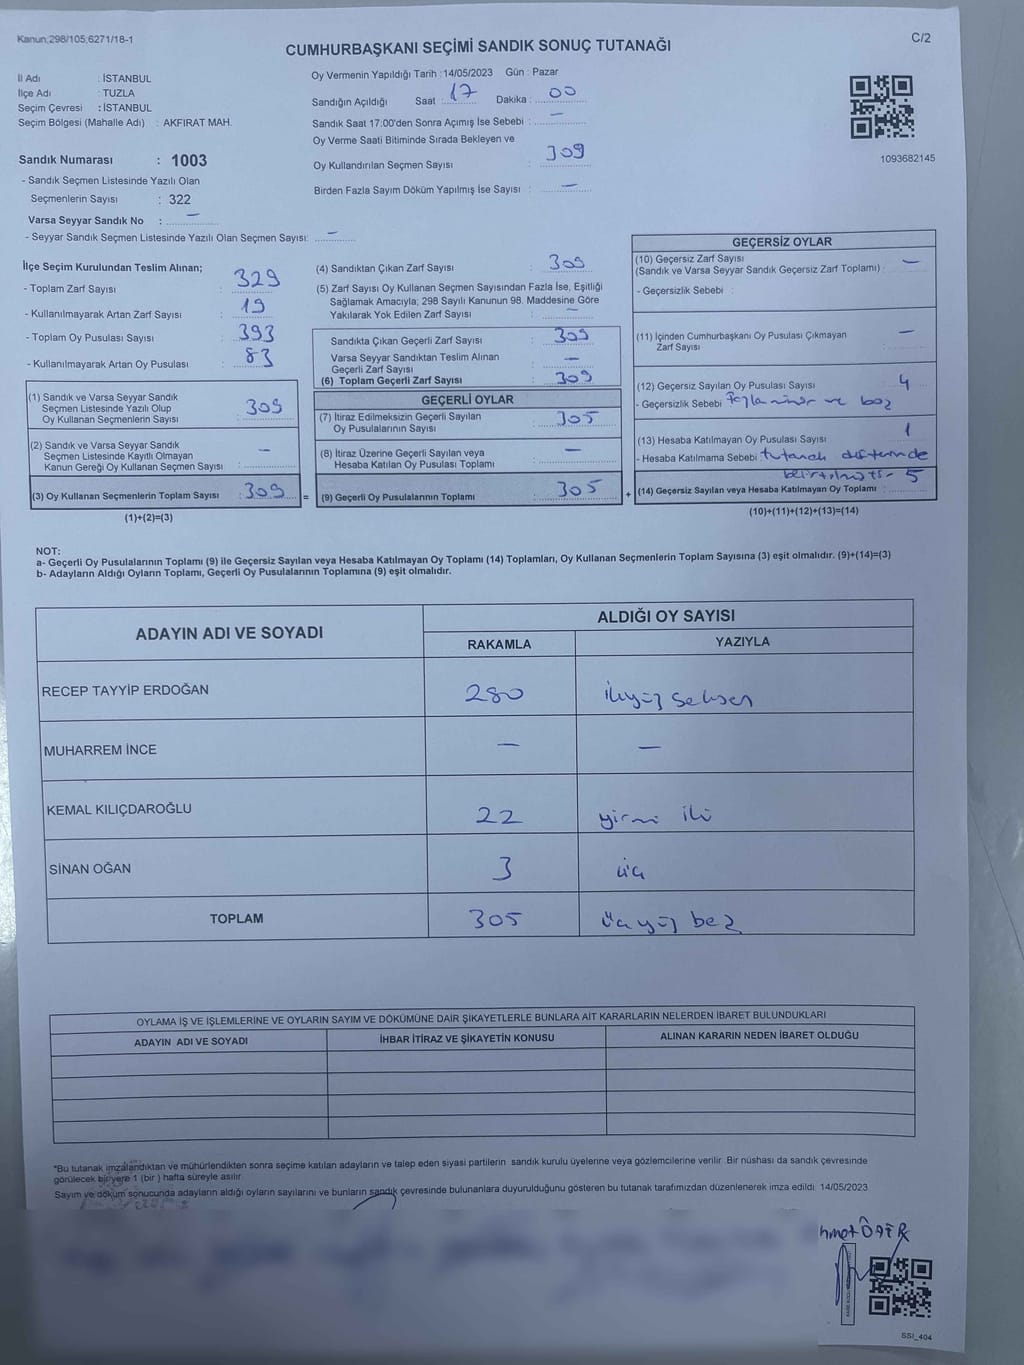 Kanun;298/105;6271/18-1
C/2
CUMHURBAŞKANI SEÇİMİ SANDIK SONUÇ TUTANAĞI
İl Adı : İSTANBUL
İlçe Adı : TUZLA
Seçim Çevresi : İSTANBUL
Seçim Bölgesi (Mahalle Adı) : AKFIRAT MAH.
Oy Vermenin Yapıldığı Tarih : 14/05/2023 Gün : Pazar
Sandığın Açıldığı Saat : 17 Dakika : 00
Sandık Saat 17:00'den Sonra Açımış İse Sebebi : —
Oy Verme Saati Bitiminde Sırada Bekleyen ve
Oy Kullandırılan Seçmen Sayısı : 309
Birden Fazla Sayım Döküm Yapılmış İse Sayısı : —
1093682145
Sandık Numarası : 1003
- Sandık Seçmen Listesinde Yazılı Olan
Seçmenlerin Sayısı : 322
Varsa Seyyar Sandık No : —
- Seyyar Sandık Seçmen Listesinde Yazılı Olan Seçmen Sayısı: —
İlçe Seçim Kurulundan Teslim Alınan;
- Toplam Zarf Sayısı : 329
- Kullanılmayarak Artan Zarf Sayısı : 19
- Toplam Oy Pusulası Sayısı : 393
- Kullanılmayarak Artan Oy Pusulası : 83
(1) Sandık ve Varsa Seyyar Sandık
Seçmen Listesinde Yazılı Olup
Oy Kullanan Seçmenlerin Sayısı : 309
(2) Sandık ve Varsa Seyyar Sandık
Seçmen Listesinde Kayıtlı Olmayan
Kanun Gereği Oy Kullanan Seçmen Sayısı : —
(3) Oy Kullanan Seçmenlerin Toplam Sayısı : 309 =
(1)+(2)=(3)
(4) Sandıktan Çıkan Zarf Sayısı : 309
(5) Zarf Sayısı Oy Kullanan Seçmen Sayısından Fazla İse, Eşitliği
Sağlamak Amacıyla; 298 Sayılı Kanunun 98. Maddesine Göre
Yakılarak Yok Edilen Zarf Sayısı : —
Sandıkta Çıkan Geçerli Zarf Sayısı : 309
Varsa Seyyar Sandıktan Teslim Alınan
Geçerli Zarf Sayısı : —
(6) Toplam Geçerli Zarf Sayısı : 309
GEÇERLİ OYLAR
(7) İtiraz Edilmeksizin Geçerli Sayılan
Oy Pusulalarının Sayısı : 305
(8) İtiraz Üzerine Geçerli Sayılan veya
Hesaba Katılan Oy Pusulası Toplamı : —
(9) Geçerli Oy Pusulalarının Toplamı : 305 +
GEÇERSİZ OYLAR
(10) Geçersiz Zarf Sayısı —
(Sandık ve Varsa Seyyar Sandık Geçersiz Zarf Toplamı) :
- Geçersizlik Sebebi :
(11) İçinden Cumhurbaşkanı Oy Pusulası Çıkmayan —
Zarf Sayısı :
(12) Geçersiz Sayılan Oy Pusulası Sayısı : 4
- Geçersizlik Sebebi : ve boş
(13) Hesaba Katılmayan Oy Pusulası Sayısı : 1
- Hesaba Katılmama Sebebi : tutanak defterinde
belirtilmiştir 5
(14) Geçersiz Sayılan veya Hesaba Katılmayan Oy Toplamı :
(10)+(11)+(12)+(13)=(14)
NOT:
a- Geçerli Oy Pusulalarının Toplamı (9) ile Geçersiz Sayılan veya Hesaba Katılmayan Oy Toplamı (14) Toplamları, Oy Kullanan Seçmenlerin Toplam Sayısına (3) eşit olmalıdır. (9)+(14)=(3)
b- Adayların Aldığı Oyların Toplamı, Geçerli Oy Pusulalarının Toplamına (9) eşit olmalıdır.
ADAYIN ADI VE SOYADI
ALDIĞI OY SAYISI
RAKAMLA YAZIYLA
RECEP TAYYİP ERDOĞAN 280 ikiyüz seksen
MUHARREM İNCE — —
KEMAL KILIÇDAROĞLU 22 yirmi iki
SİNAN OĞAN 3 üç
TOPLAM 305 üçyüz beş
OYLAMA İŞ VE İŞLEMLERİNE VE OYLARIN SAYIM VE DÖKÜMÜNE DAİR ŞİKAYETLERLE BUNLARA AİT KARARLARIN NELERDEN İBARET BULUNDUKLARI
ADAYIN ADI VE SOYADI İHBAR İTİRAZ VE ŞİKAYETİN KONUSU ALINAN KARARIN NEDEN İBARET OLDUĞU
*Bu tutanak imzalandıktan ve mühürlendikten sonra seçime katılan adayların ve talep eden siyasi partilerin sandık kurulu üyelerine veya gözlemcilerine verilir. Bir nüshası da sandık çevresinde
görülecek bir yere 1 (bir ) hafta süreyle asılır.
Sayım ve döküm sonucunda adayların aldığı oyların sayılarını ve bunların sandık çevresinde bulunanlara duyurulduğunu gösteren bu tutanak tarafımızdan düzenlenerek imza edildi. 14/05/2023
SSI_404